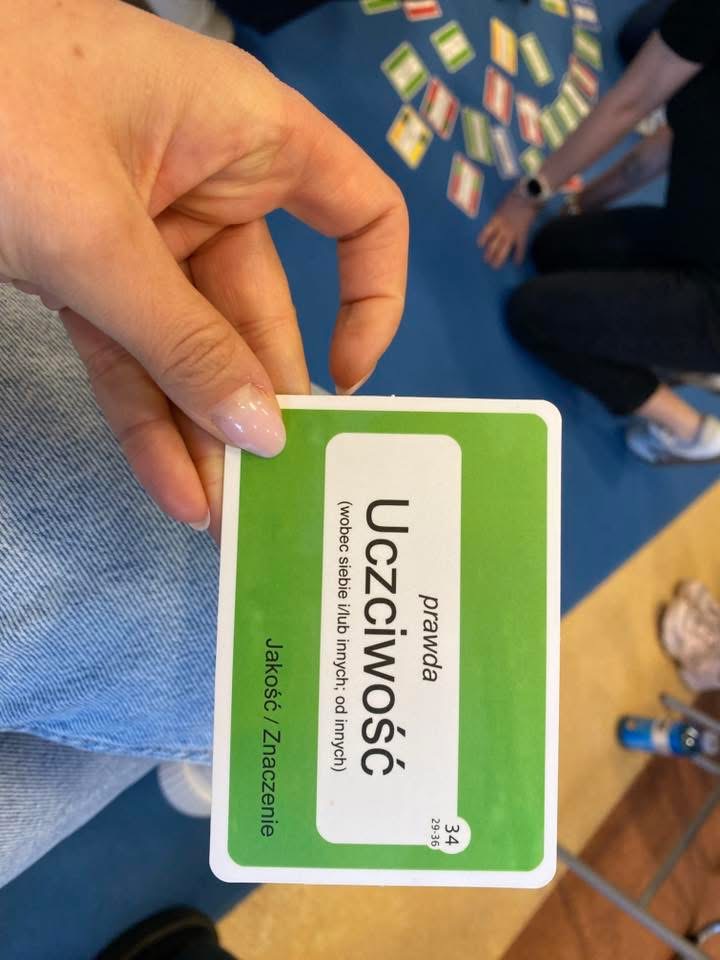 34
29-36
prawda
Uczciwość
(wobec siebie i/lub innych; od innych)
Jakość / Znaczenie